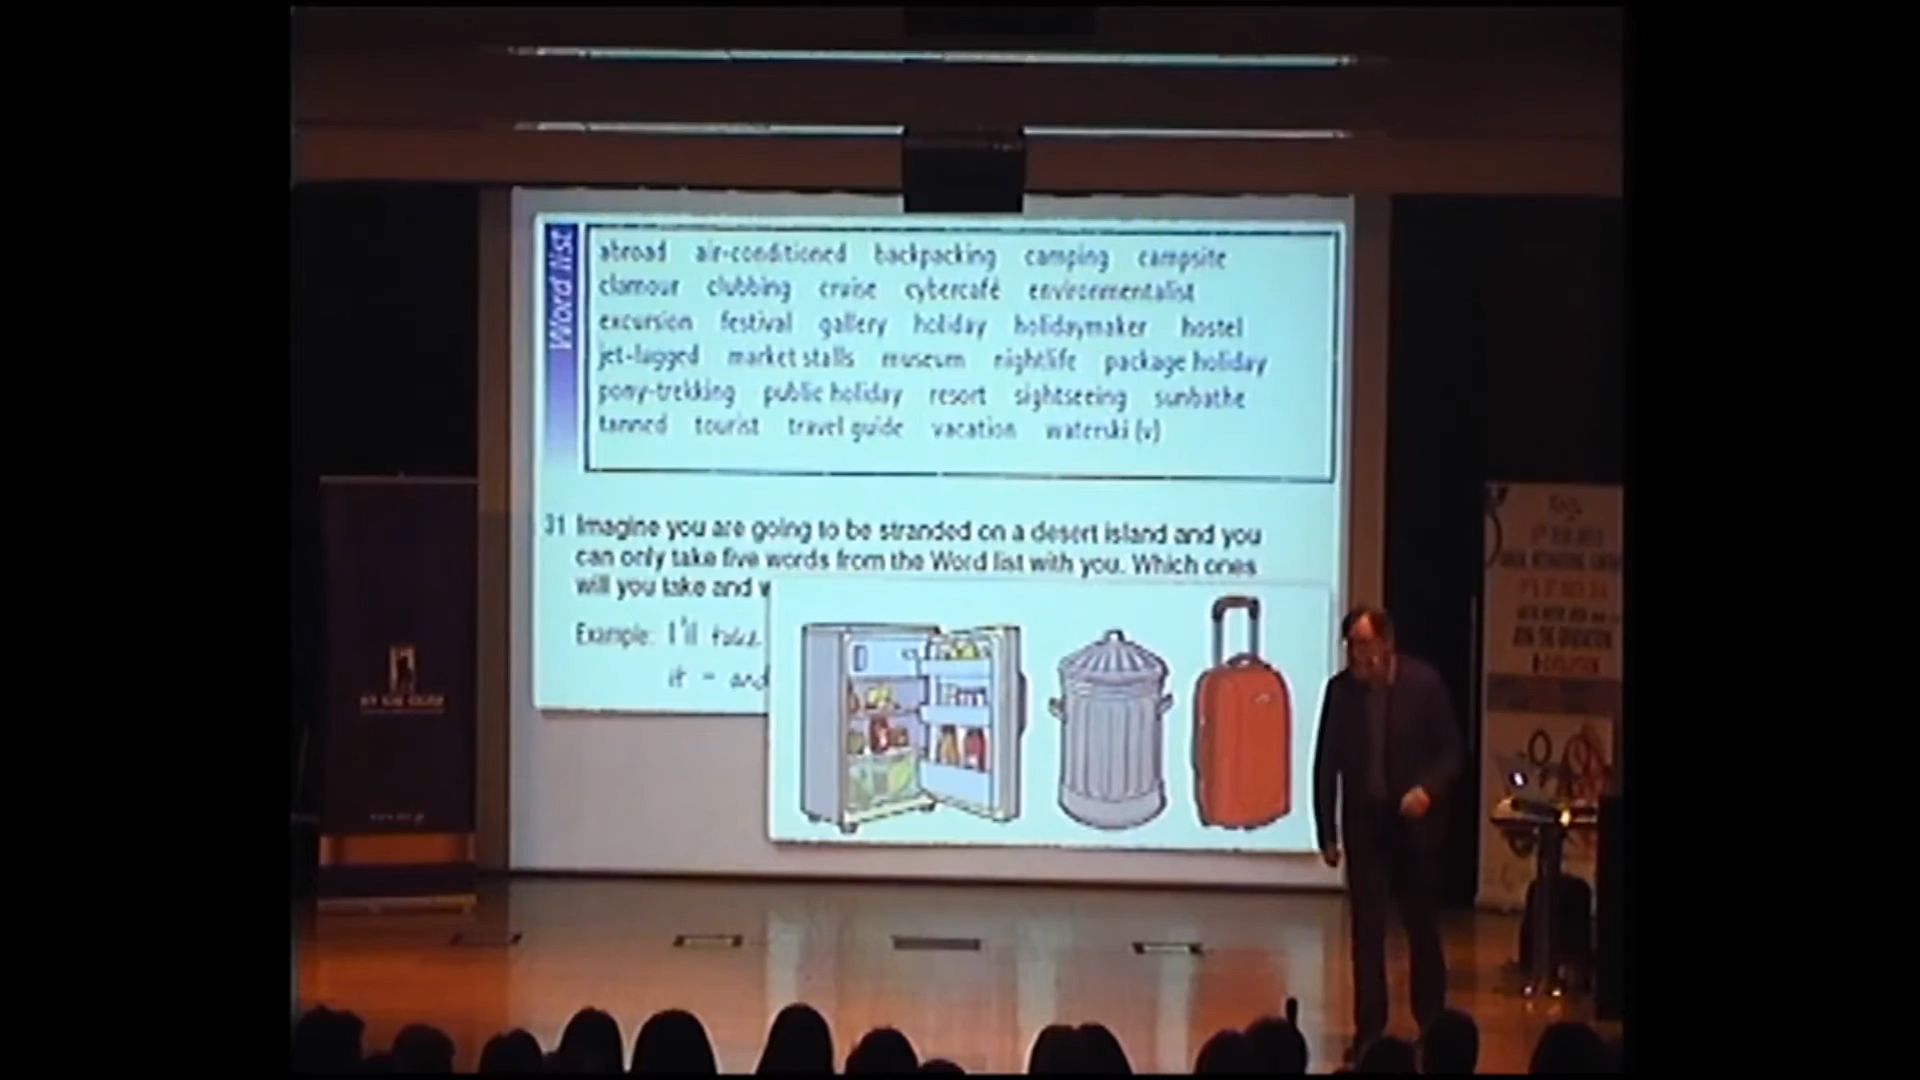 Word list
abroad air-conditioned backpacking camping campsite
clamour clubbing cruise cybercafé environmentalist
excursion festival gallery holiday holidaymaker hostel
jet-lagged market stalls museum nightlife package holiday
pony-trekking public holiday resort sightseeing sunbathe
tanned tourist travel guide vacation waterski (v)
31 Imagine you are going to be stranded on a desert island and you
can only take five words from the Word list with you. Which ones
will you take and w
Example: I'll take
it - and